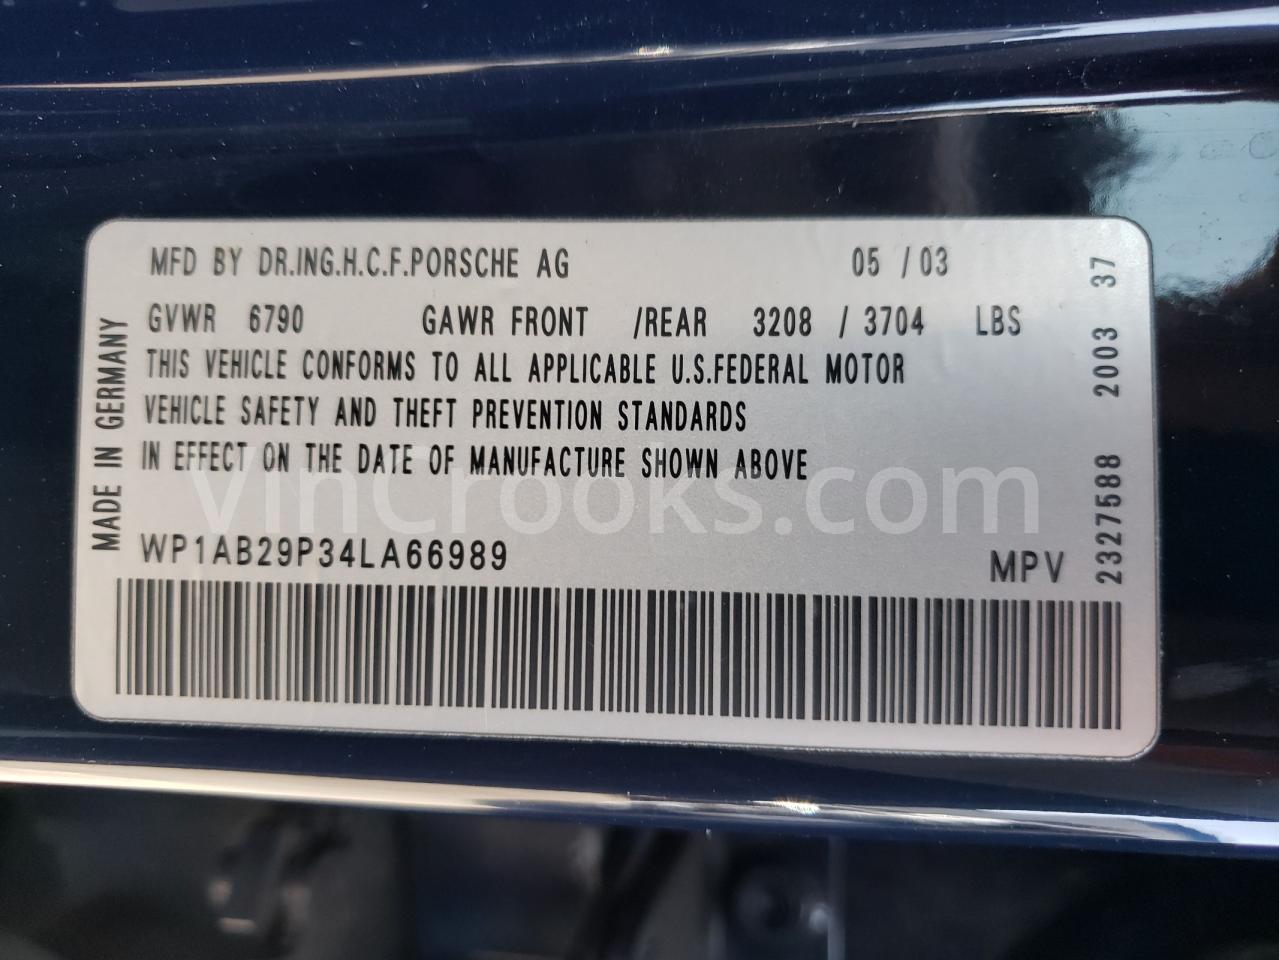 MFD BY DR.ING.H.C.F.PORSCHE AG 05 / 03
GVWR 6790 GAWR FRONT /REAR 3208 / 3704 LBS
THIS VEHICLE CONFORMS TO ALL APPLICABLE U.S.FEDERAL MOTOR
VEHICLE SAFETY AND THEFT PREVENTION STANDARDS
IN EFFECT ON THE DATE OF MANUFACTURE SHOWN ABOVE
WP1AB29P34LA66989 MPV
MADE IN GERMANY
2327588 2003 37
VinCrooks.com